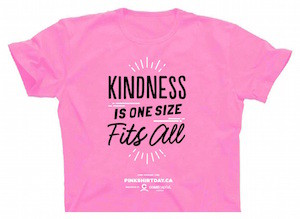 KINDNESS
IS ONE SIZE
Fits All
PINKSHIRTDAY.CA